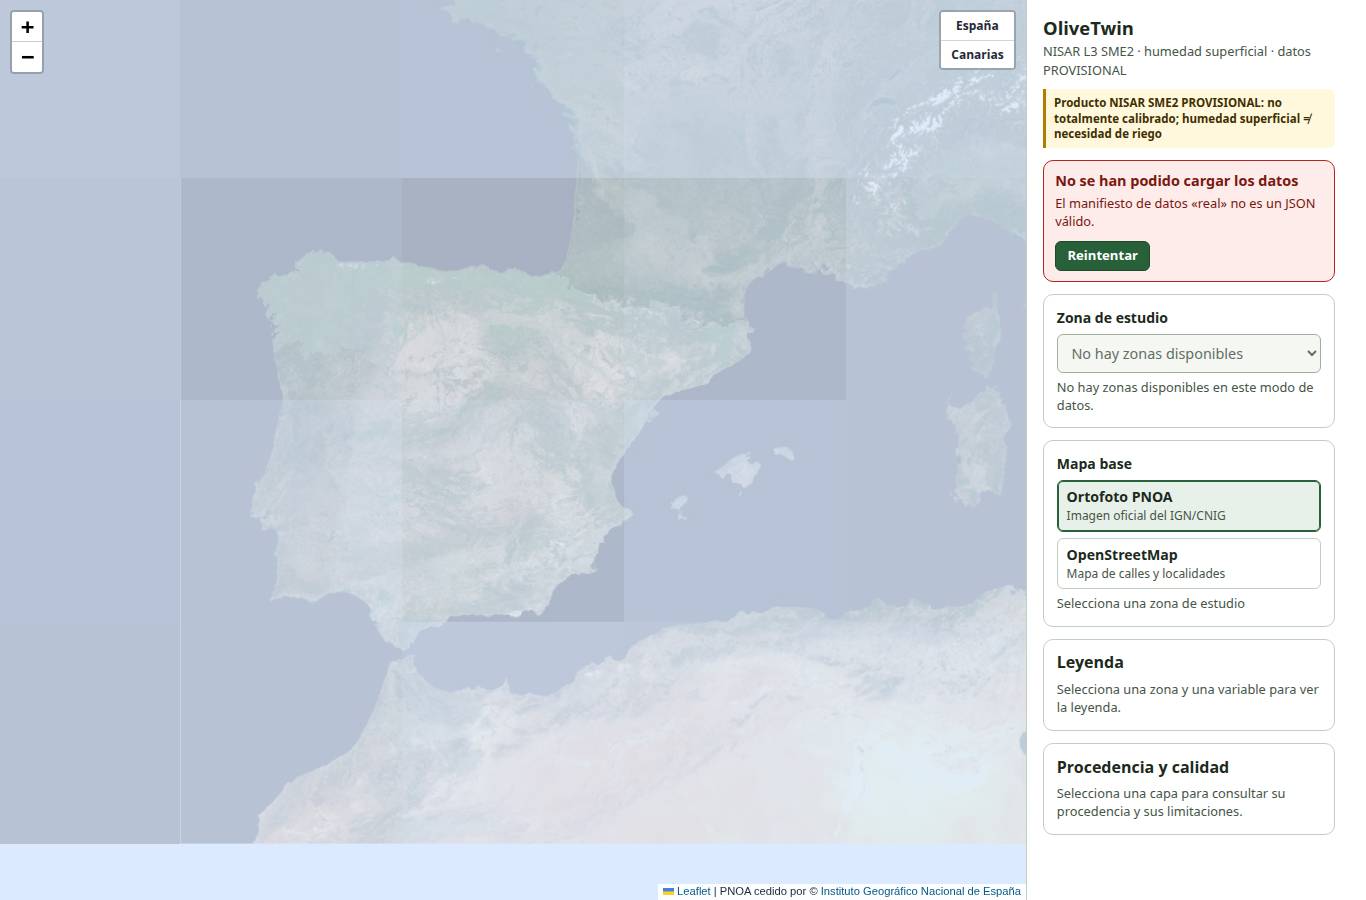 +
−
España
Canarias
OliveTwin
NISAR L3 SME2 · humedad superficial · datos
PROVISIONAL
Producto NISAR SME2 PROVISIONAL: no
totalmente calibrado; humedad superficial ≠
necesidad de riego
No se han podido cargar los datos
El manifiesto de datos «real» no es un JSON
válido.
Reintentar
Zona de estudio
No hay zonas disponibles
No hay zonas disponibles en este modo de
datos.
Mapa base
Ortofoto PNOA
Imagen oficial del IGN/CNIG
OpenStreetMap
Mapa de calles y localidades
Selecciona una zona de estudio
Leyenda
Selecciona una zona y una variable para ver
la leyenda.
Procedencia y calidad
Selecciona una capa para consultar su
procedencia y sus limitaciones.
Leaflet | PNOA cedido por © Instituto Geográfico Nacional de España